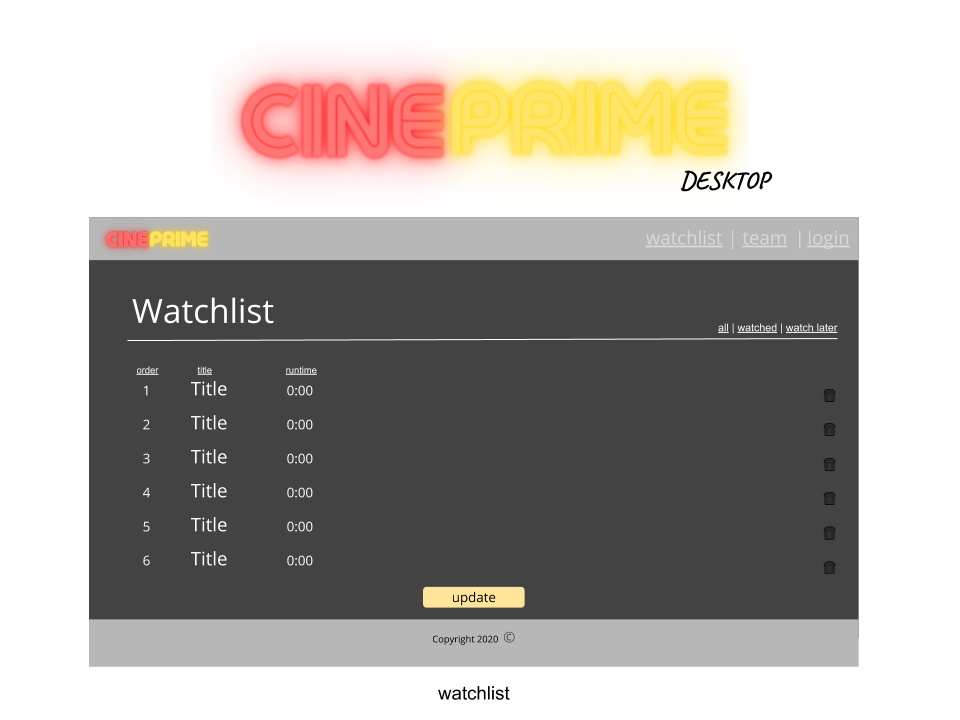 CINEPRIME
DESKTOP
CINEPRIME watchlist | team | login
Watchlist
all | watched | watch later
order title runtime
1 Title 0:00
2 Title 0:00
3 Title 0:00
4 Title 0:00
5 Title 0:00
6 Title 0:00
update
Copyright 2020 ©
watchlist